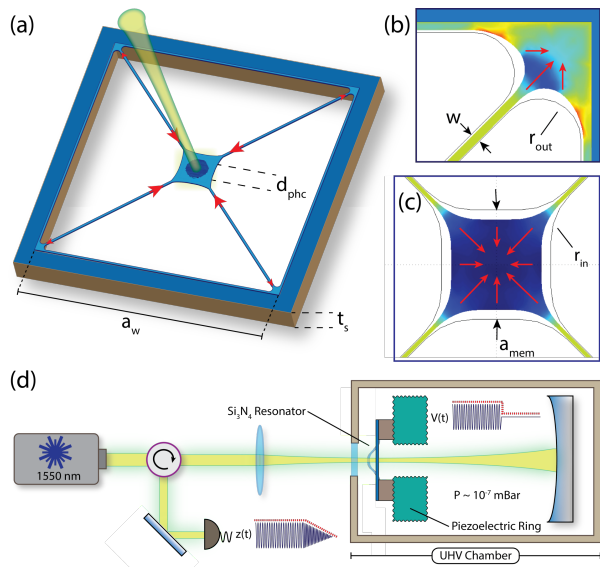 (a)
d_phc
a_w
t_s
(b)
w
r_out
(c)
r_in
a_mem
(d)
Si₃N₄ Resonator
1550 nm
z(t)
V(t)
P ~ 10⁻⁷ mBar
Piezoelectric Ring
UHV Chamber